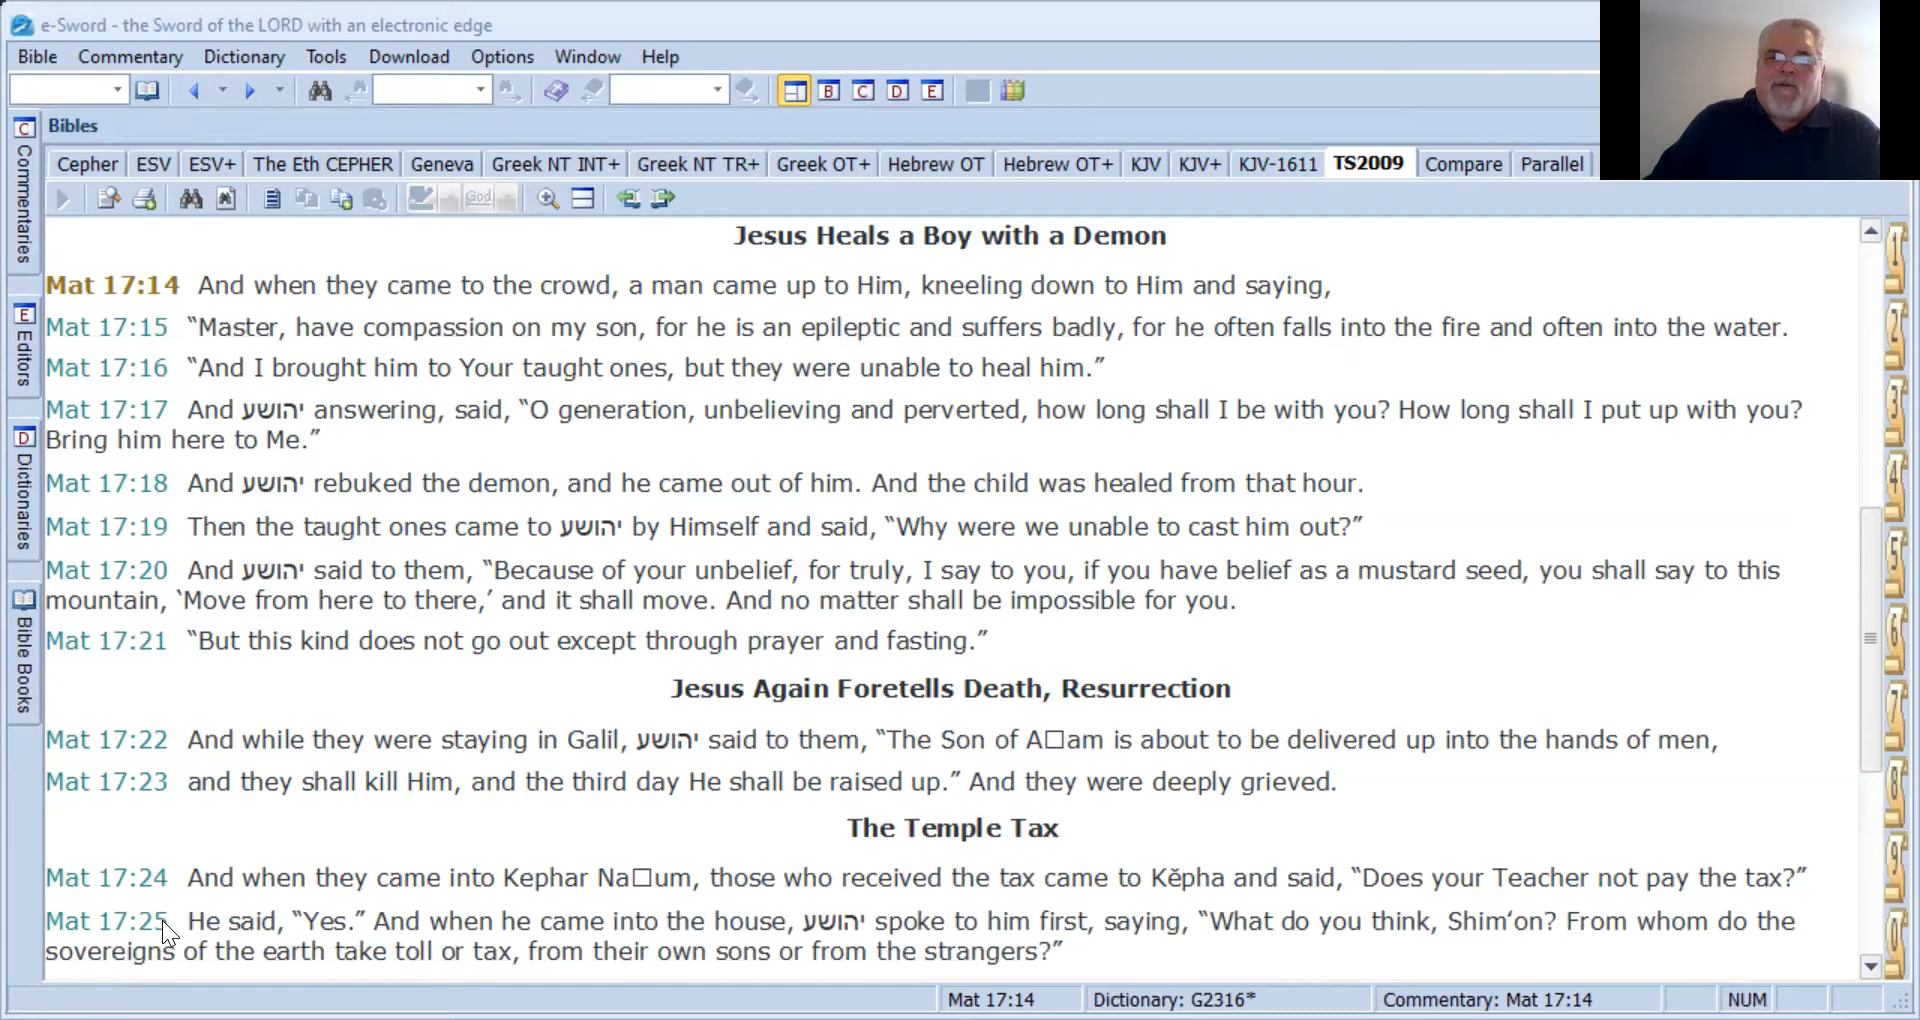 e-Sword - the Sword of the LORD with an electronic edge
Bible Commentary Dictionary Tools Download Options Window Help
B C D E
Bibles
Cepher ESV ESV+ The Eth CEPHER Geneva Greek NT INT+ Greek NT TR+ Greek OT+ Hebrew OT Hebrew OT+ KJV KJV+ KJV-1611 TS2009 Compare Parallel
God
C Commentaries
E Editors
D Dictionaries
Bible Books
Jesus Heals a Boy with a Demon
Mat 17:14 And when they came to the crowd, a man came up to Him, kneeling down to Him and saying,
Mat 17:15 “Master, have compassion on my son, for he is an epileptic and suffers badly, for he often falls into the fire and often into the water.
Mat 17:16 “And I brought him to Your taught ones, but they were unable to heal him.”
Mat 17:17 And יהושע answering, said, “O generation, unbelieving and perverted, how long shall I be with you? How long shall I put up with you?
Bring him here to Me.”
Mat 17:18 And יהושע rebuked the demon, and he came out of him. And the child was healed from that hour.
Mat 17:19 Then the taught ones came to יהושע by Himself and said, “Why were we unable to cast him out?”
Mat 17:20 And יהושע said to them, “Because of your unbelief, for truly, I say to you, if you have belief as a mustard seed, you shall say to this
mountain, ‘Move from here to there,’ and it shall move. And no matter shall be impossible for you.
Mat 17:21 “But this kind does not go out except through prayer and fasting.”
Jesus Again Foretells Death, Resurrection
Mat 17:22 And while they were staying in Galil, יהושע said to them, “The Son of A□am is about to be delivered up into the hands of men,
Mat 17:23 and they shall kill Him, and the third day He shall be raised up.” And they were deeply grieved.
The Temple Tax
Mat 17:24 And when they came into Kephar Na□um, those who received the tax came to Kĕpha and said, “Does your Teacher not pay the tax?”
Mat 17:25 He said, “Yes.” And when he came into the house, יהושע spoke to him first, saying, “What do you think, Shim‘on? From whom do the
sovereigns of the earth take toll or tax, from their own sons or from the strangers?”
1
2
3
4
5
6
7
8
9
0
Mat 17:14 Dictionary: G2316* Commentary: Mat 17:14 NUM